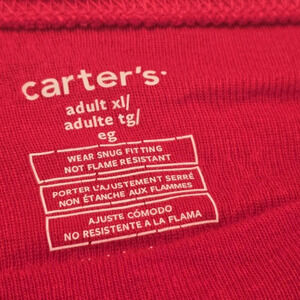 carter's
adult xl/
adulte tg/
eg
WEAR SNUG FITTING
NOT FLAME RESISTANT
PORTER L'AJUSTEMENT SERRÉ
NON ÉTANCHE AUX FLAMMES
AJUSTE CÓMODO
NO RESISTENTE A LA FLAMA